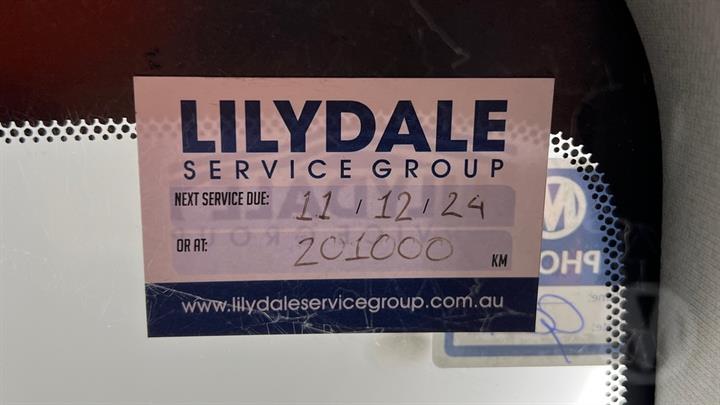 LILYDALE
SERVICE GROUP
NEXT SERVICE DUE: 11 / 12 / 24
OR AT: 201000 KM
www.lilydaleservicegroup.com.au